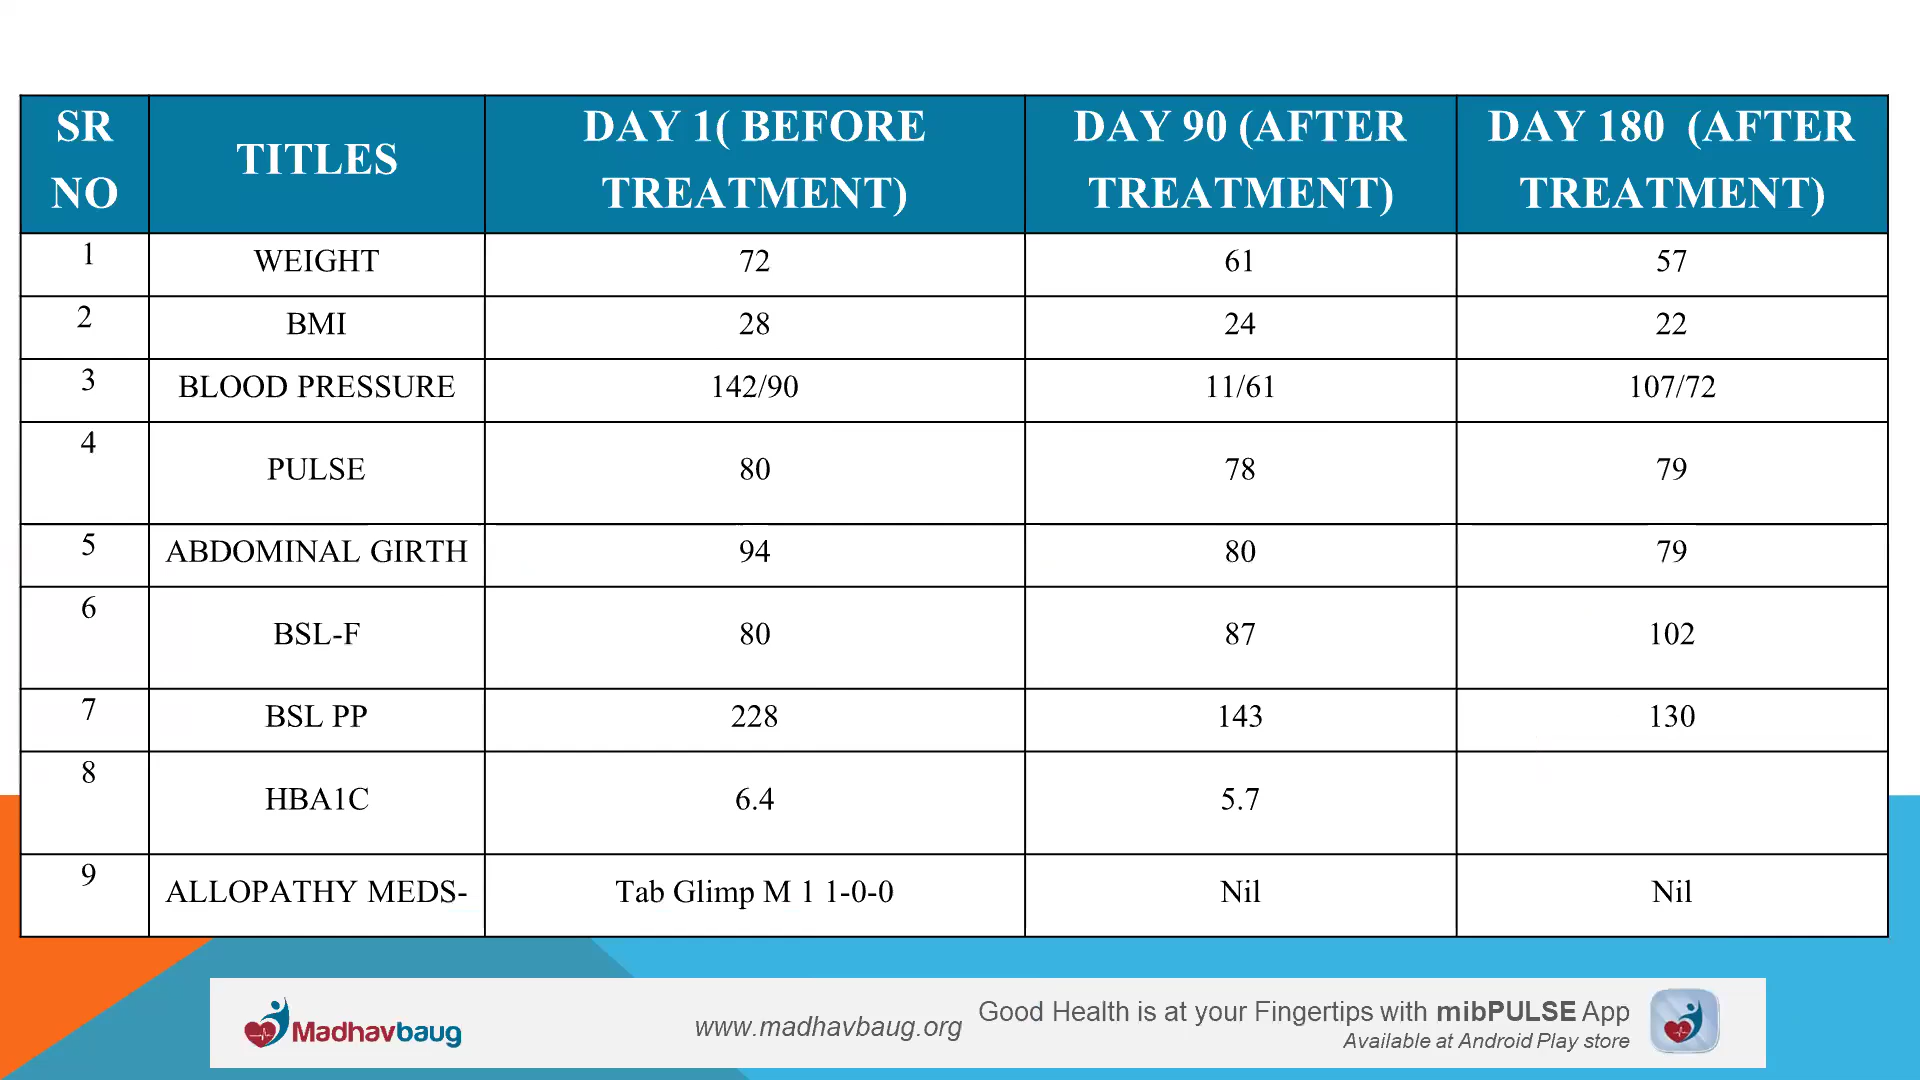 SR NO TITLES DAY 1( BEFORE TREATMENT) DAY 90 (AFTER TREATMENT) DAY 180 (AFTER TREATMENT)
1 WEIGHT 72 61 57
2 BMI 28 24 22
3 BLOOD PRESSURE 142/90 11/61 107/72
4 PULSE 80 78 79
5 ABDOMINAL GIRTH 94 80 79
6 BSL-F 80 87 102
7 BSL PP 228 143 130
8 HBA1C 6.4 5.7
9 ALLOPATHY MEDS- Tab Glimp M 1 1-0-0 Nil Nil
Madhavbaug
www.madhavbaug.org
Good Health is at your Fingertips with mibPULSE App
Available at Android Play store